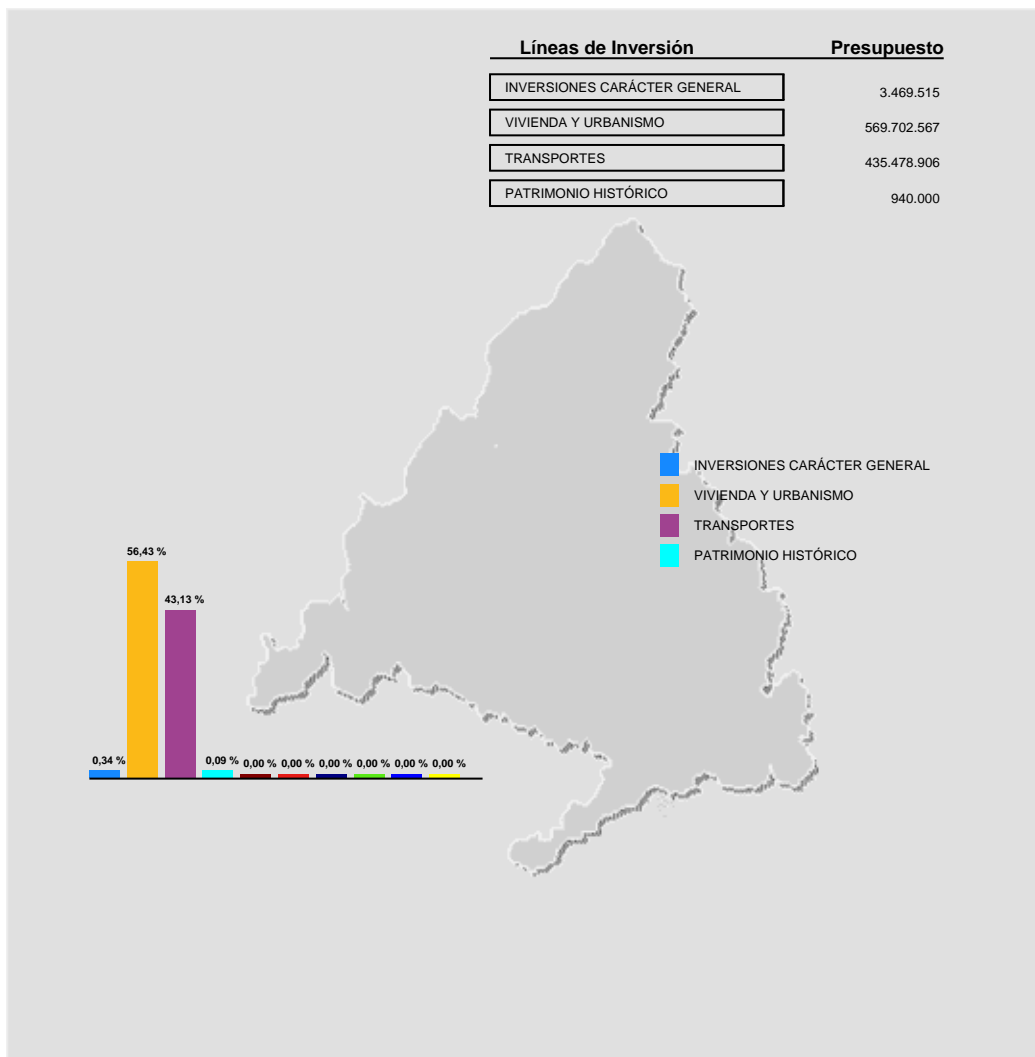 Líneas de Inversión Presupuesto
INVERSIONES CARÁCTER GENERAL 3.469.515
VIVIENDA Y URBANISMO 569.702.567
TRANSPORTES 435.478.906
PATRIMONIO HISTÓRICO 940.000
INVERSIONES CARÁCTER GENERAL
VIVIENDA Y URBANISMO
TRANSPORTES
PATRIMONIO HISTÓRICO
56,43 %
43,13 %
0,34 % 0,09 % 0,00 % 0,00 % 0,00 % 0,00 % 0,00 % 0,00 %